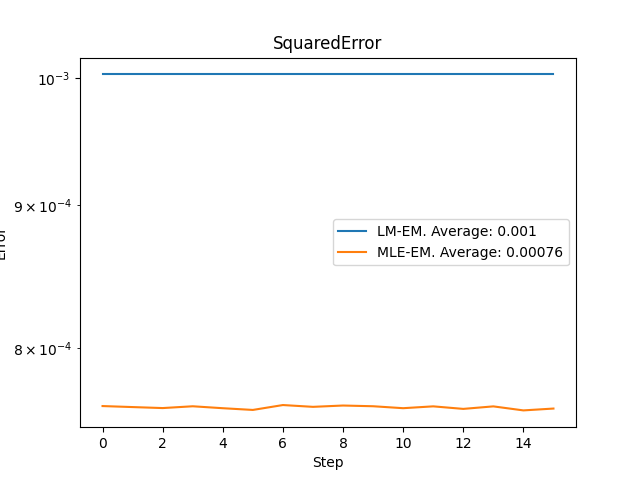 SquaredError
10⁻³
9 × 10⁻⁴
8 × 10⁻⁴
Error
LM-EM. Average: 0.001
MLE-EM. Average: 0.00076
0 2 4 6 8 10 12 14
Step